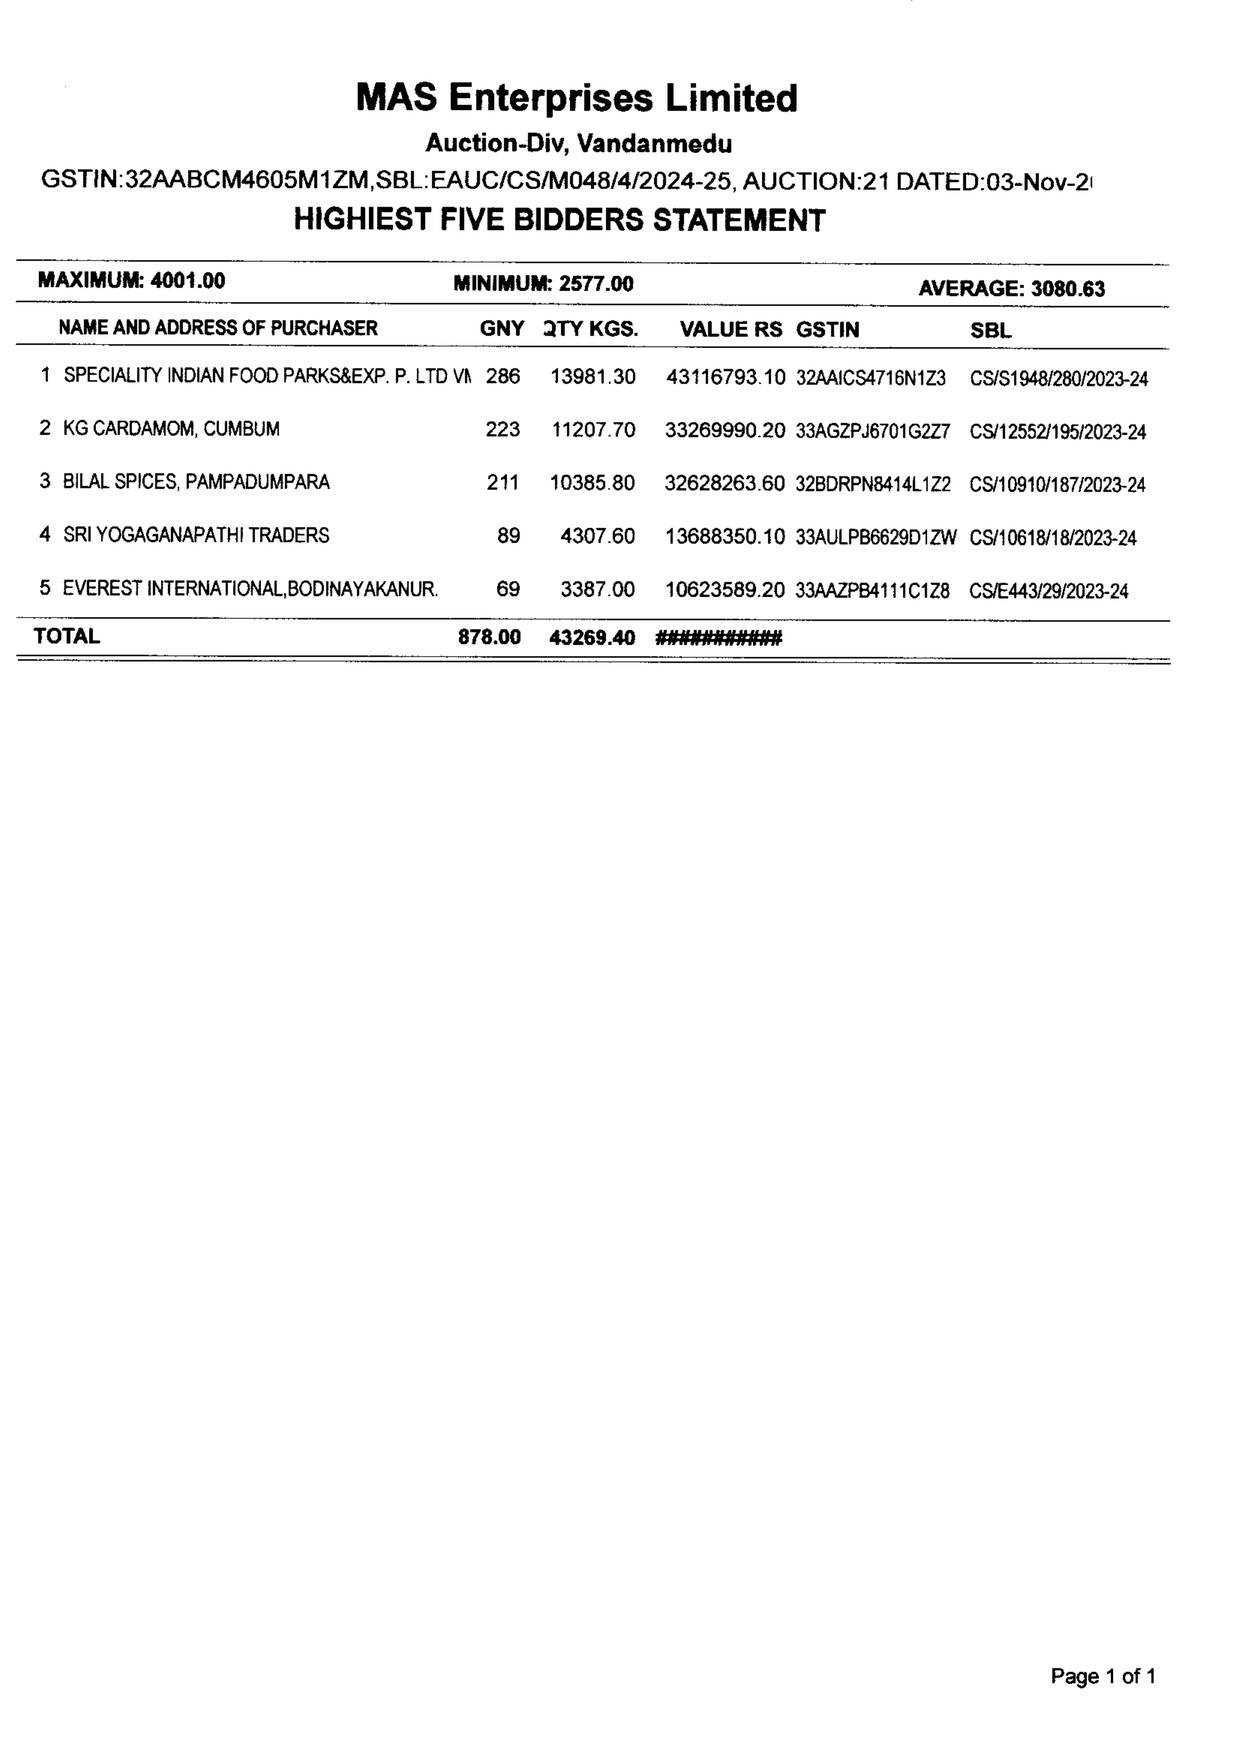 MAS Enterprises Limited
Auction-Div, Vandanmedu
GSTIN:32AABCM4605M1ZM,SBL:EAUC/CS/M048/4/2024-25, AUCTION:21 DATED:03-Nov-2
HIGHIEST FIVE BIDDERS STATEMENT
MAXIMUM: 4001.00 MINIMUM: 2577.00 AVERAGE: 3080.63
NAME AND ADDRESS OF PURCHASER GNY QTY KGS. VALUE RS GSTIN SBL
1 SPECIALITY INDIAN FOOD PARKS&EXP. P. LTD 286 13981.30 43116793.10 32AAICS4716N1Z3 CS/S1948/280/2023-24
2 KG CARDAMOM, CUMBUM 223 11207.70 33269990.20 33AGZPJ6701G2Z7 CS/12552/195/2023-24
3 BILAL SPICES, PAMPADUMPARA 211 10385.80 32628263.60 32BDRPN8414L1Z2 CS/10910/187/2023-24
4 SRI YOGAGANAPATHI TRADERS 89 4307.60 13688350.10 33AULPB6629D1ZW CS/10618/18/2023-24
5 EVEREST INTERNATIONAL,BODINAYAKANUR. 69 3387.00 10623589.20 33AAZPB4111C1Z8 CS/E443/29/2023-24
TOTAL 878.00 43269.40 ###########
Page 1 of 1